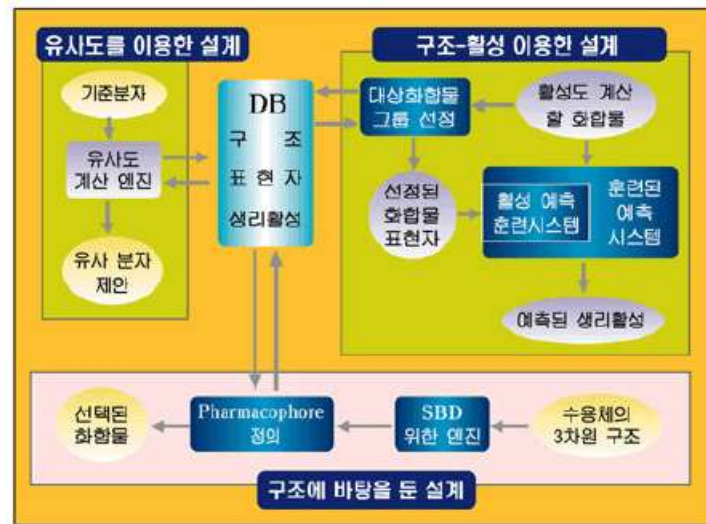 유사도를 이용한 설계
기준분자
유사도
계산 엔진
유사 분자
제안
DB
구 조
표 현 자
생리활성
구조-활성 이용한 설계
대상화합물
그룹 선정
활성도 계산
할 화합물
선정된
화합물
표현자
활성 예측
훈련시스템
훈련된
예측
시스템
예측된 생리활성
선택된
화합물
Pharmacophore
정의
SBD
위한 엔진
수용체의
3차원 구조
구조에 바탕을 둔 설계